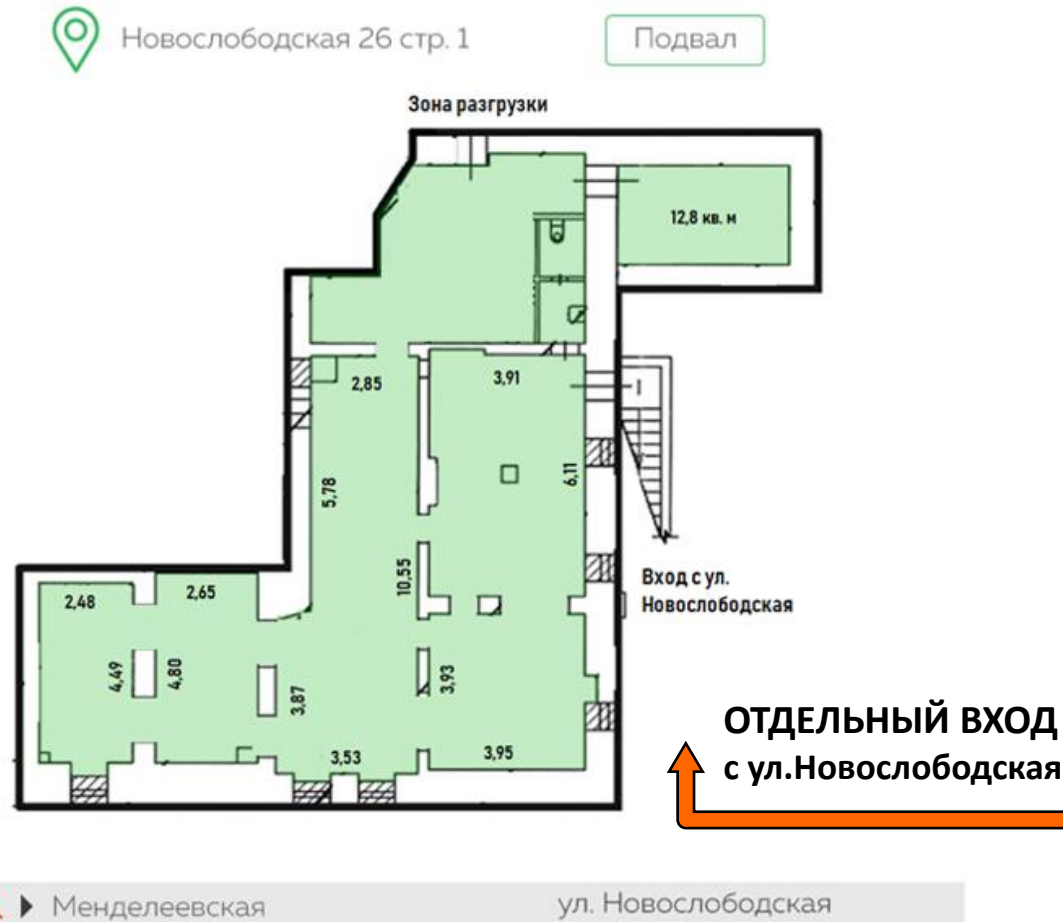 Новослободская 26 стр. 1
Подвал
Зона разгрузки
12,8 кв. м
2,85
3,91
5,78
6,11
10,55
Вход с ул.
Новослободская
2,48
2,65
4,49
4,80
3,87
3,93
3,53
3,95
ОТДЕЛЬНЫЙ ВХОД
с ул.Новослободская
Менделеевская
ул. Новослободская